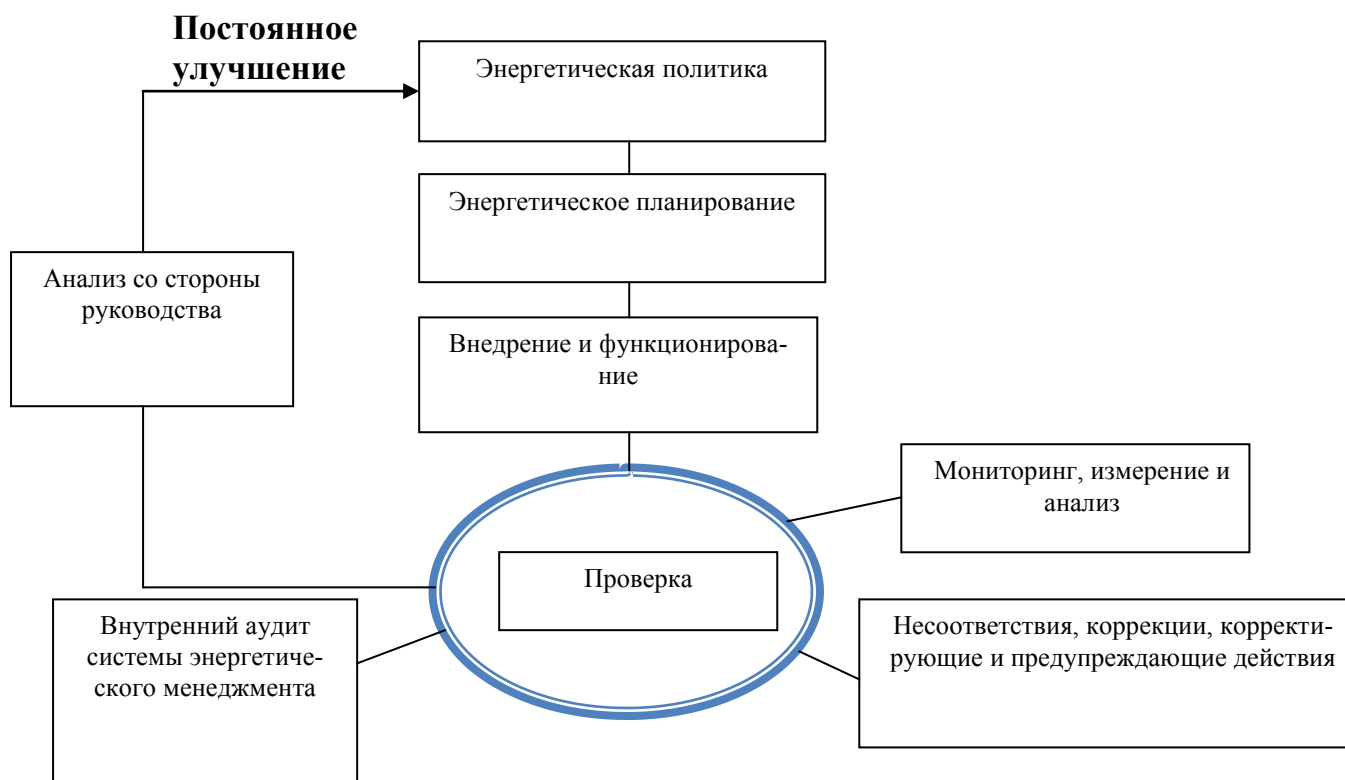 Постоянное
улучшение
Энергетическая политика
Энергетическое планирование
Анализ со стороны
руководства
Внедрение и функционирова-
ние
Мониторинг, измерение и
анализ
Проверка
Внутренний аудит
системы энергетиче-
ского менеджмента
Несоответствия, коррекции, корректи-
рующие и предупреждающие действия